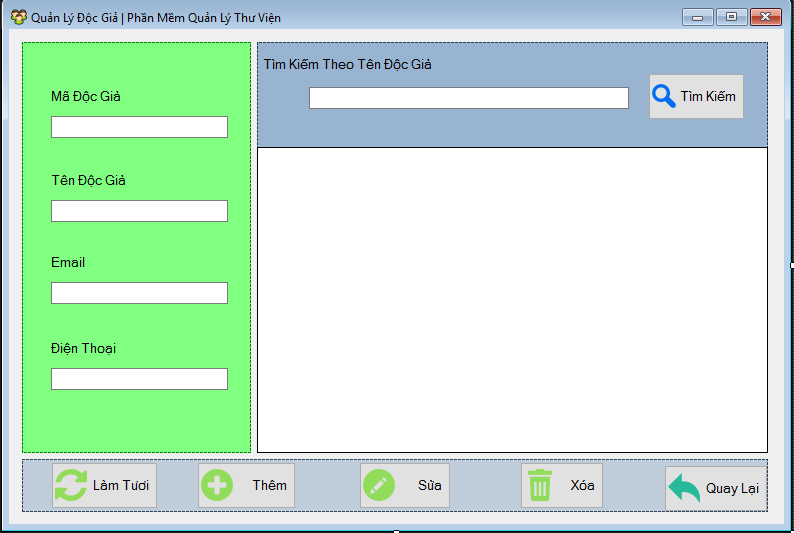 Quản Lý Độc Giả | Phần Mềm Quản Lý Thư Viện
Mã Độc Giả
Tên Độc Giả
Email
Điện Thoại
Tìm Kiếm Theo Tên Độc Giả
Tìm Kiếm
Làm Tươi
Thêm
Sửa
Xóa
Quay Lại